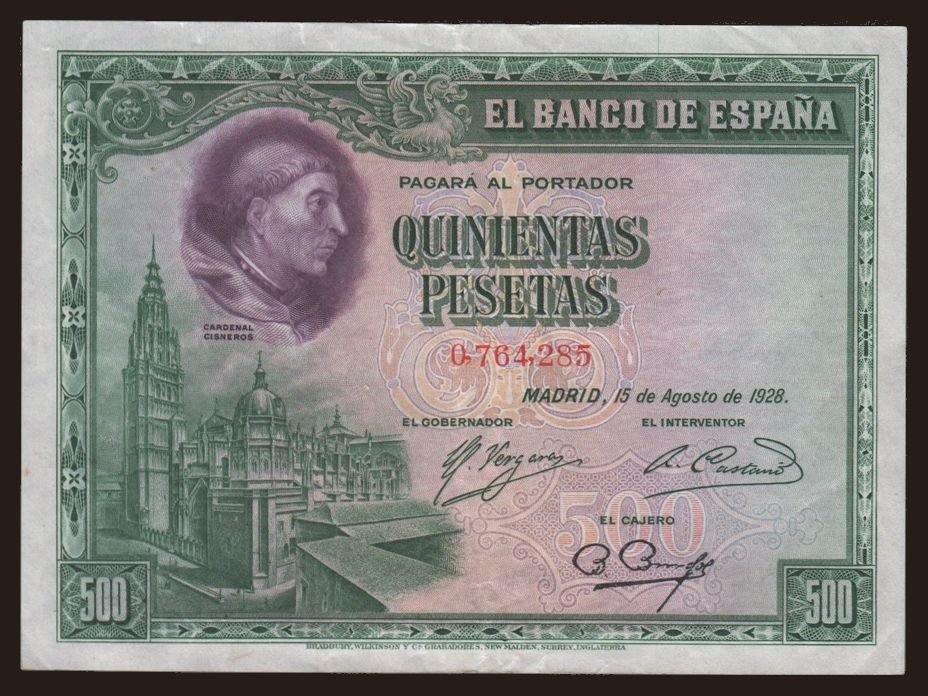 EL BANCO DE ESPAÑA
PAGARÁ AL PORTADOR
QUINIENTAS
PESETAS
CARDENAL
CISNEROS
0,764,285
MADRID, 15 de Agosto de 1928.
EL GOBERNADOR EL INTERVENTOR
Vergara
500
EL CAJERO
500 500
BRADBURY, WILKINSON Y Cª GRABADORES, NEW MALDEN, SURREY, INGLATERRA